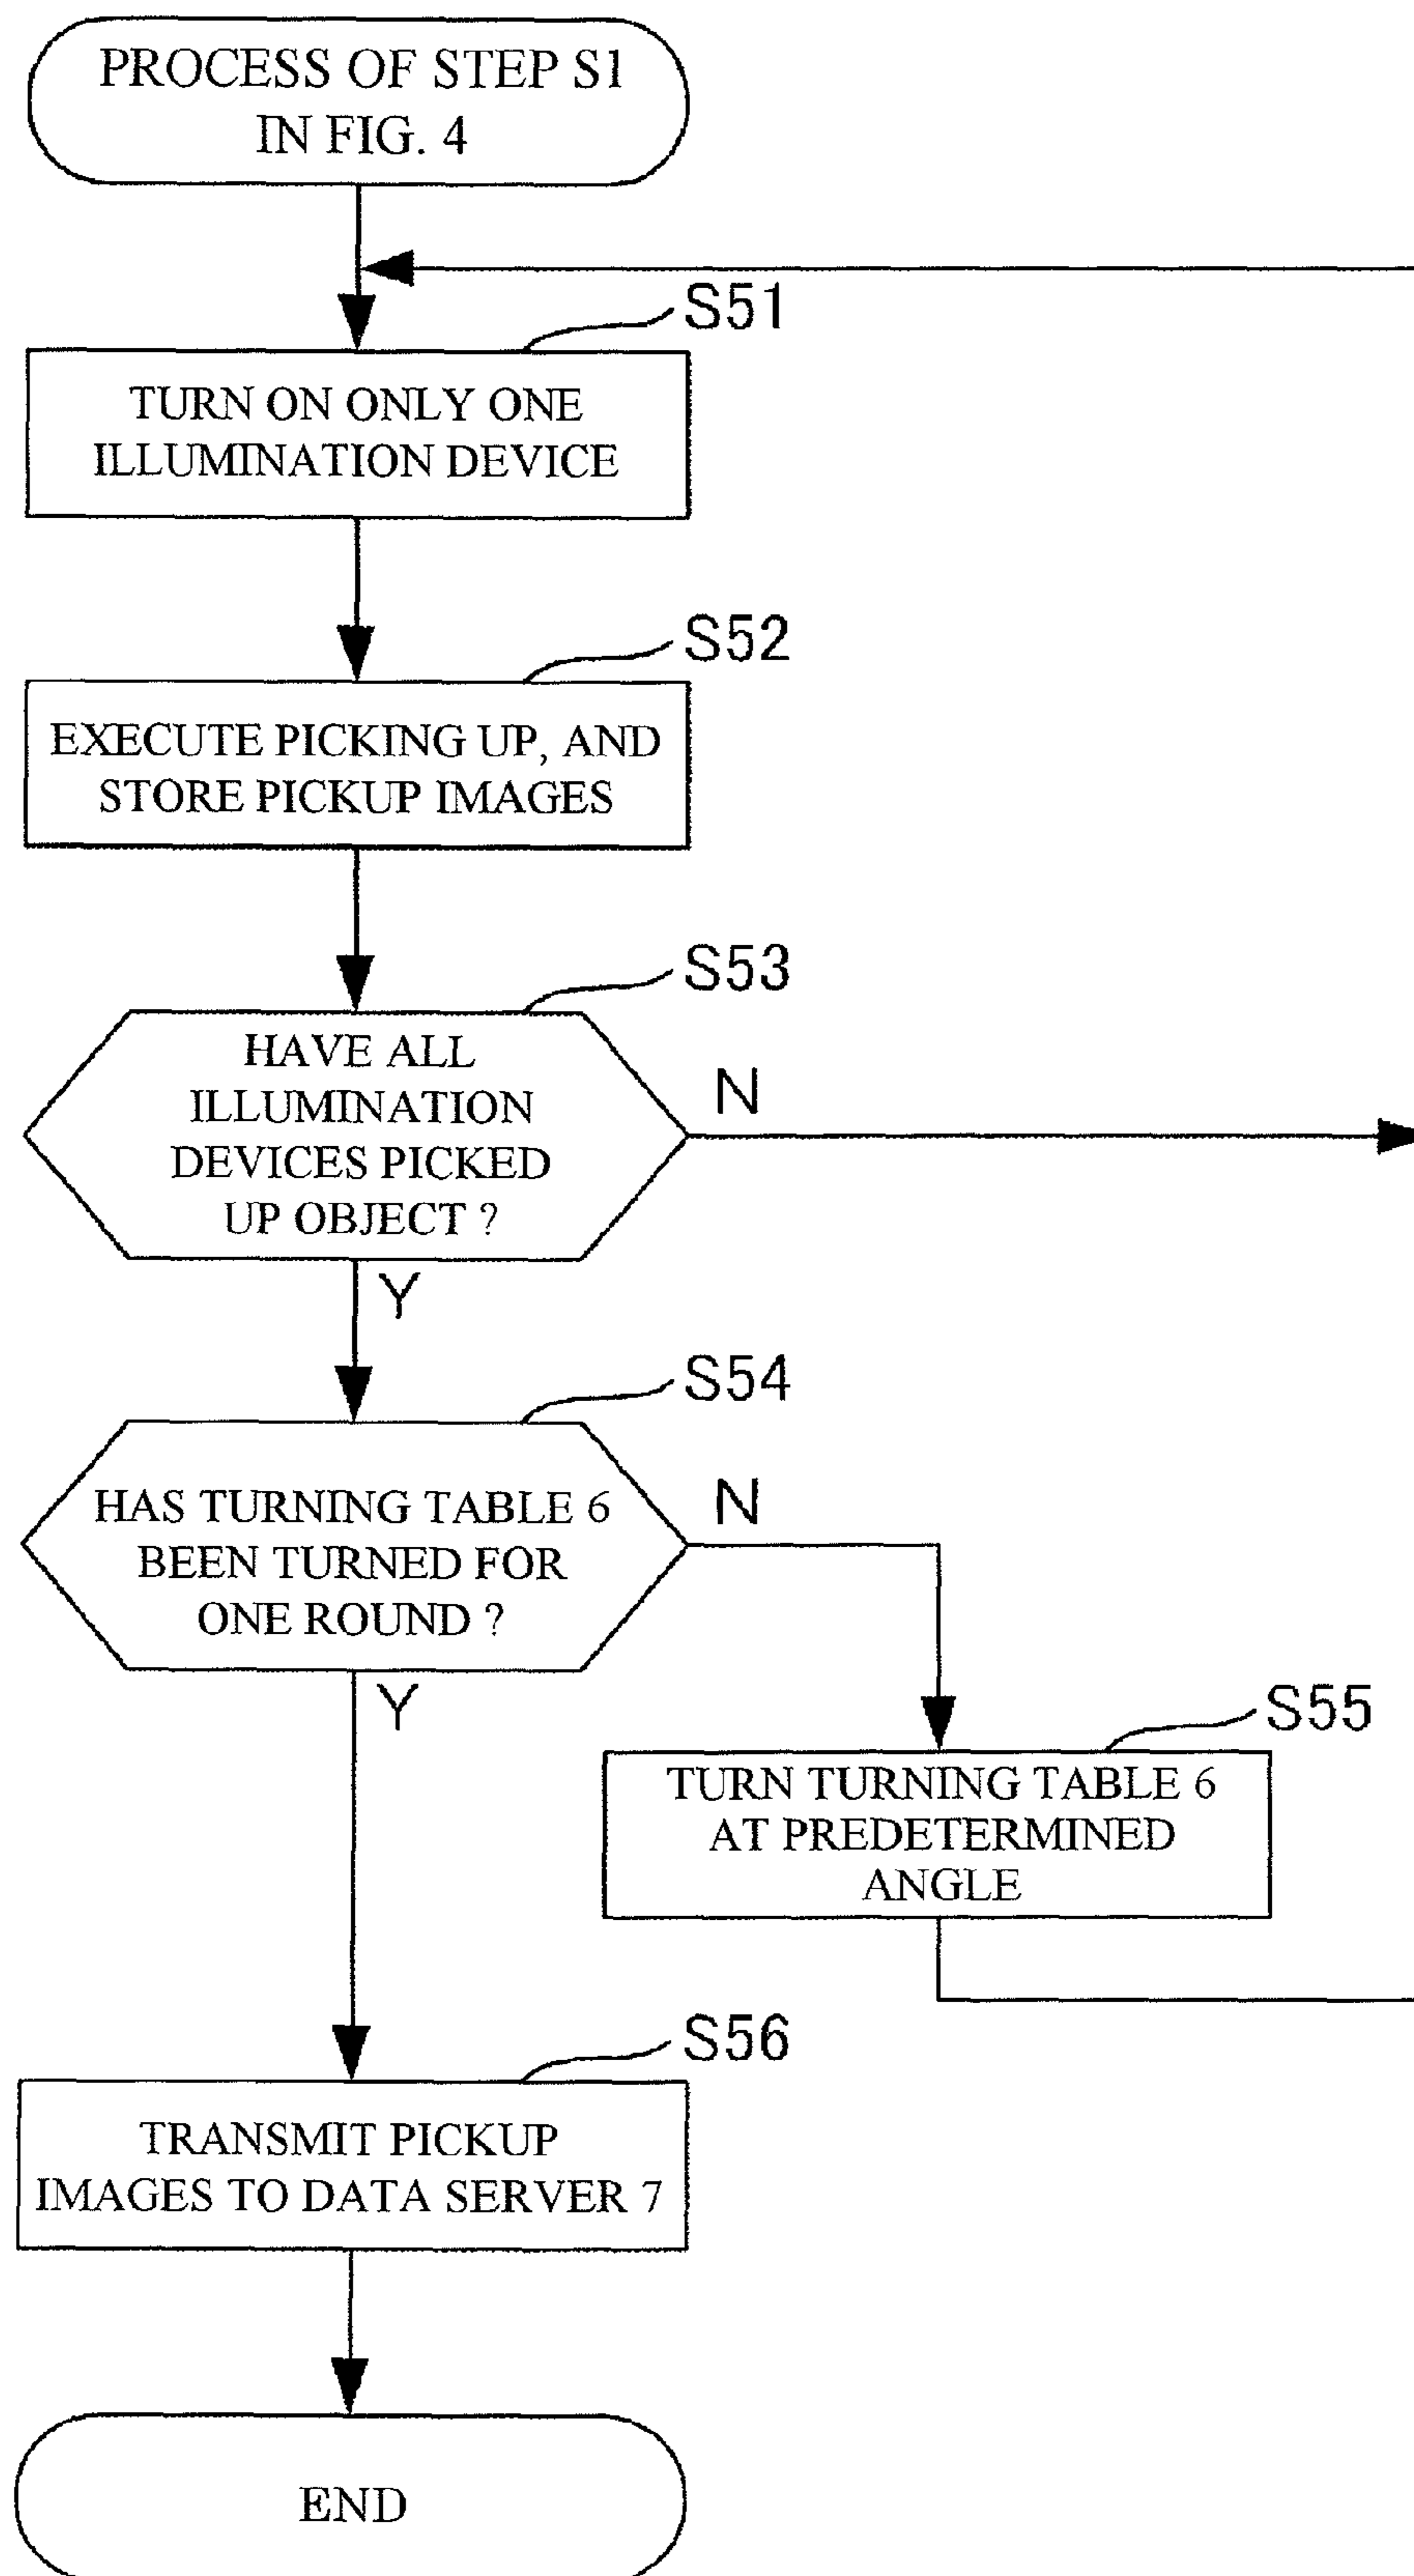 PROCESS OF STEP S1
IN FIG. 4
S51
TURN ON ONLY ONE
ILLUMINATION DEVICE
S52
EXECUTE PICKING UP, AND
STORE PICKUP IMAGES
S53
HAVE ALL
ILLUMINATION
DEVICES PICKED
UP OBJECT ?
N
Y
S54
HAS TURNING TABLE 6
BEEN TURNED FOR
ONE ROUND ?
N
Y
S55
TURN TURNING TABLE 6
AT PREDETERMINED
ANGLE
S56
TRANSMIT PICKUP
IMAGES TO DATA SERVER 7
END